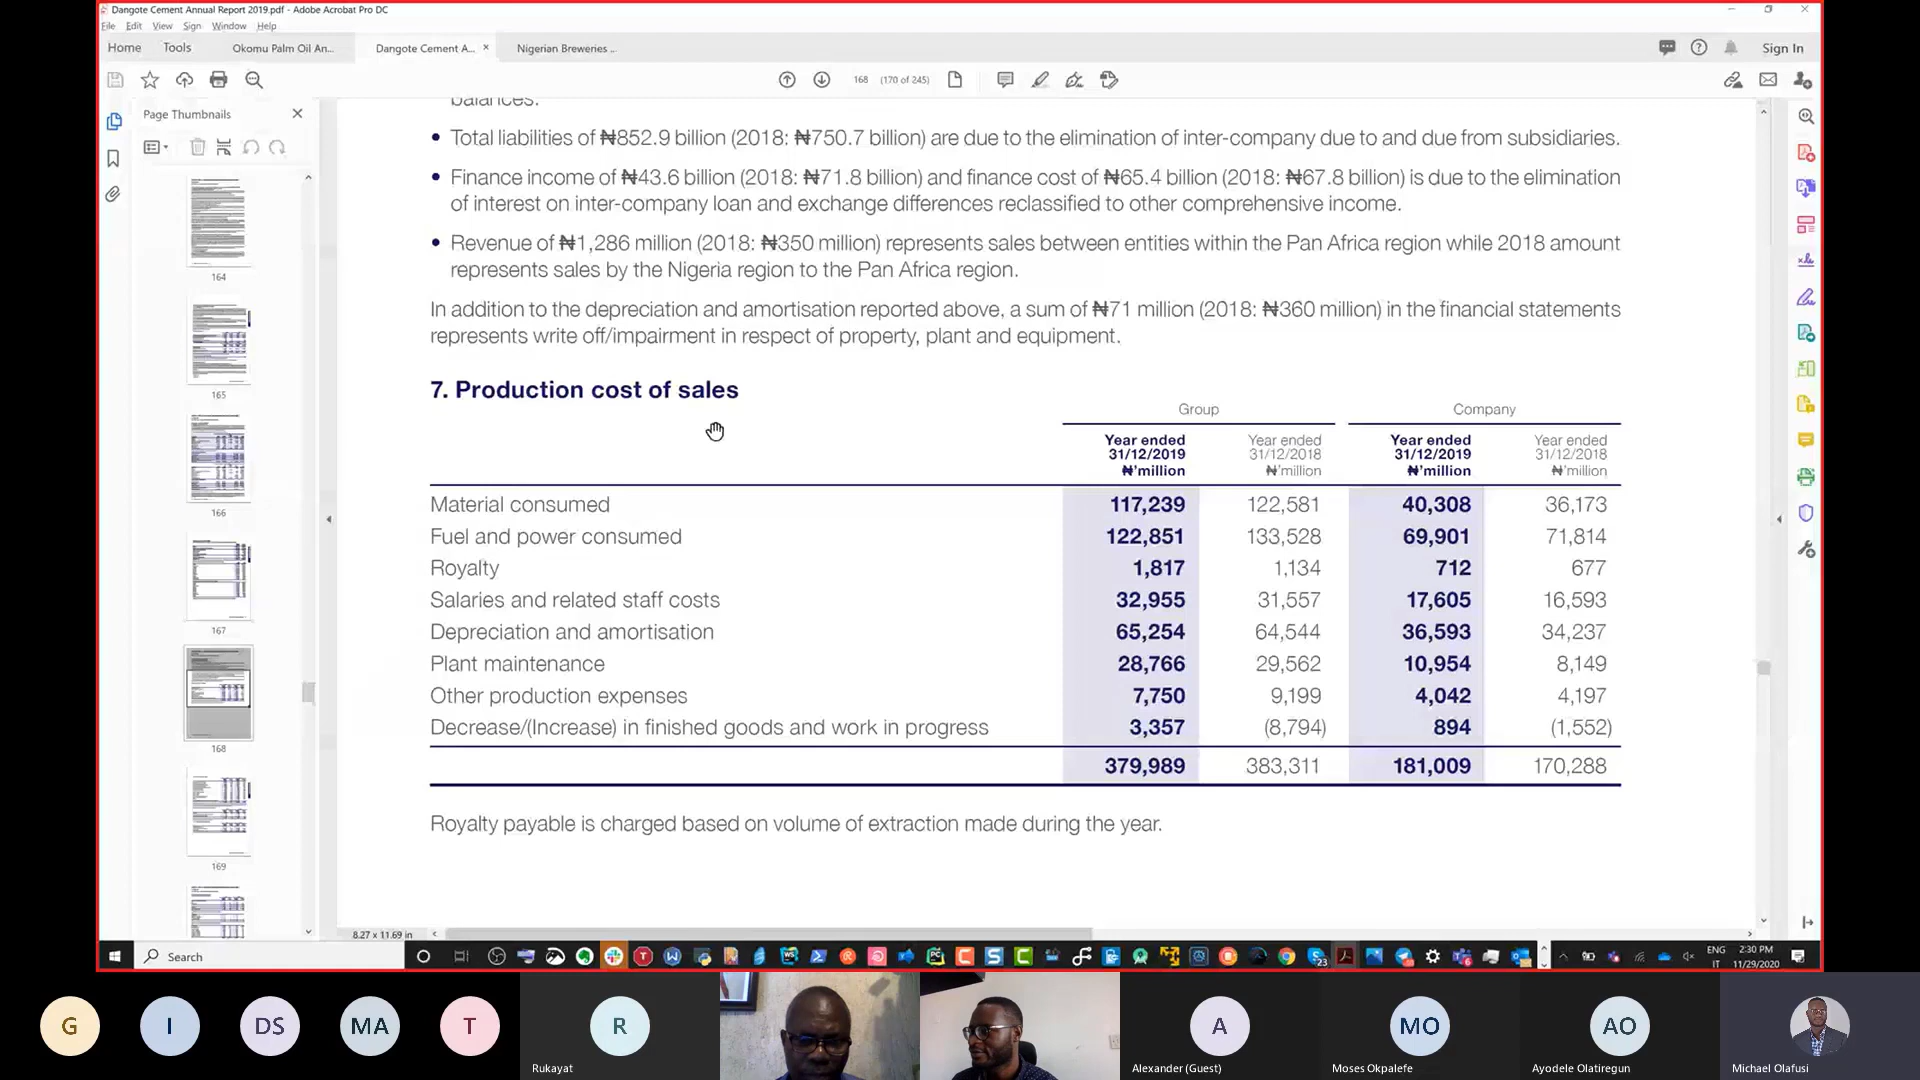 Dangote Cement Annual Report 2019.pdf - Adobe Acrobat Pro DC
File Edit View Sign Window Help
Home Tools Okomu Palm Oil An... Dangote Cement A... × Nigerian Breweries ... Sign In
168 (170 of 245)
Page Thumbnails
164
165
166
167
168
169
balances.
• Total liabilities of ₦852.9 billion (2018: ₦750.7 billion) are due to the elimination of inter-company due to and due from subsidiaries.
• Finance income of ₦43.6 billion (2018: ₦71.8 billion) and finance cost of ₦65.4 billion (2018: ₦67.8 billion) is due to the elimination
of interest on inter-company loan and exchange differences reclassified to other comprehensive income.
• Revenue of ₦1,286 million (2018: ₦350 million) represents sales between entities within the Pan Africa region while 2018 amount
represents sales by the Nigeria region to the Pan Africa region.
In addition to the depreciation and amortisation reported above, a sum of ₦71 million (2018: ₦360 million) in the financial statements
represents write off/impairment in respect of property, plant and equipment.
7. Production cost of sales
Group Company
Year ended Year ended Year ended Year ended
31/12/2019 31/12/2018 31/12/2019 31/12/2018
₦'million ₦'million ₦'million ₦'million
Material consumed 117,239 122,581 40,308 36,173
Fuel and power consumed 122,851 133,528 69,901 71,814
Royalty 1,817 1,134 712 677
Salaries and related staff costs 32,955 31,557 17,605 16,593
Depreciation and amortisation 65,254 64,544 36,593 34,237
Plant maintenance 28,766 29,562 10,954 8,149
Other production expenses 7,750 9,199 4,042 4,197
Decrease/(Increase) in finished goods and work in progress 3,357 (8,794) 894 (1,552)
379,989 383,311 181,009 170,288
Royalty payable is charged based on volume of extraction made during the year.
8.27 x 11.69 in
Search
ENG 2:30 PM
IT 11/29/2020
G I DS MA T R A MO AO
Rukayat Alexander (Guest) Moses Okpalefe Ayodele Olatiregun Michael Olafusi